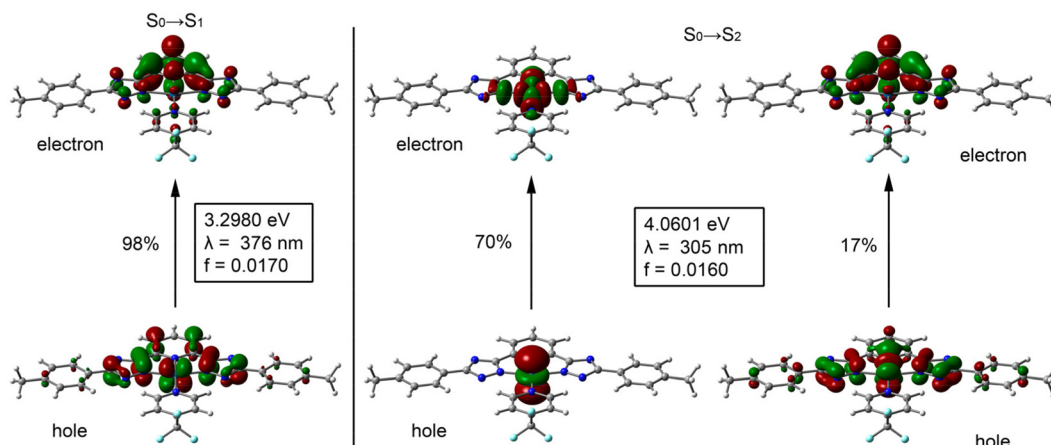 S0→S1
electron
98%
3.2980 eV
λ = 376 nm
f = 0.0170
hole
S0→S2
electron
electron
70%
4.0601 eV
λ = 305 nm
f = 0.0160
17%
hole
hole